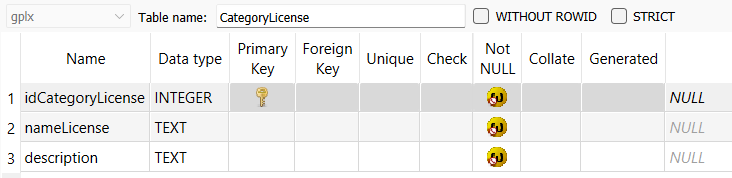 gplx Table name: CategoryLicense WITHOUT ROWID STRICT
Name Data type Primary Key Foreign Key Unique Check Not NULL Collate Generated
1 idCategoryLicense INTEGER NULL
2 nameLicense TEXT NULL
3 description TEXT NULL